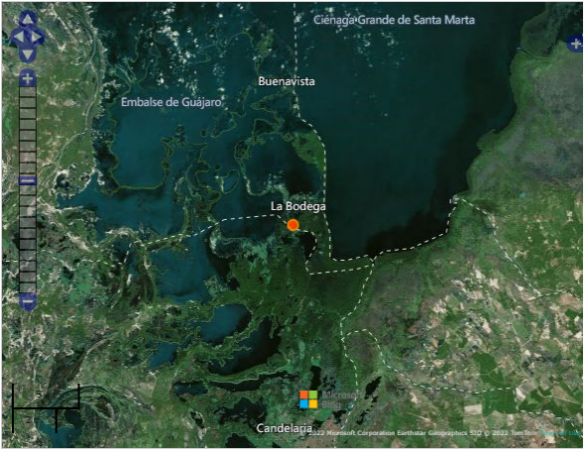 Ciénaga Grande de Santa Marta
Buenavista
Embalse de Guájaro
La Bodega
Microsoft
Candelaria
2022 Microsoft Corporation Earthstar Geographics SIO © 2022 TomTom